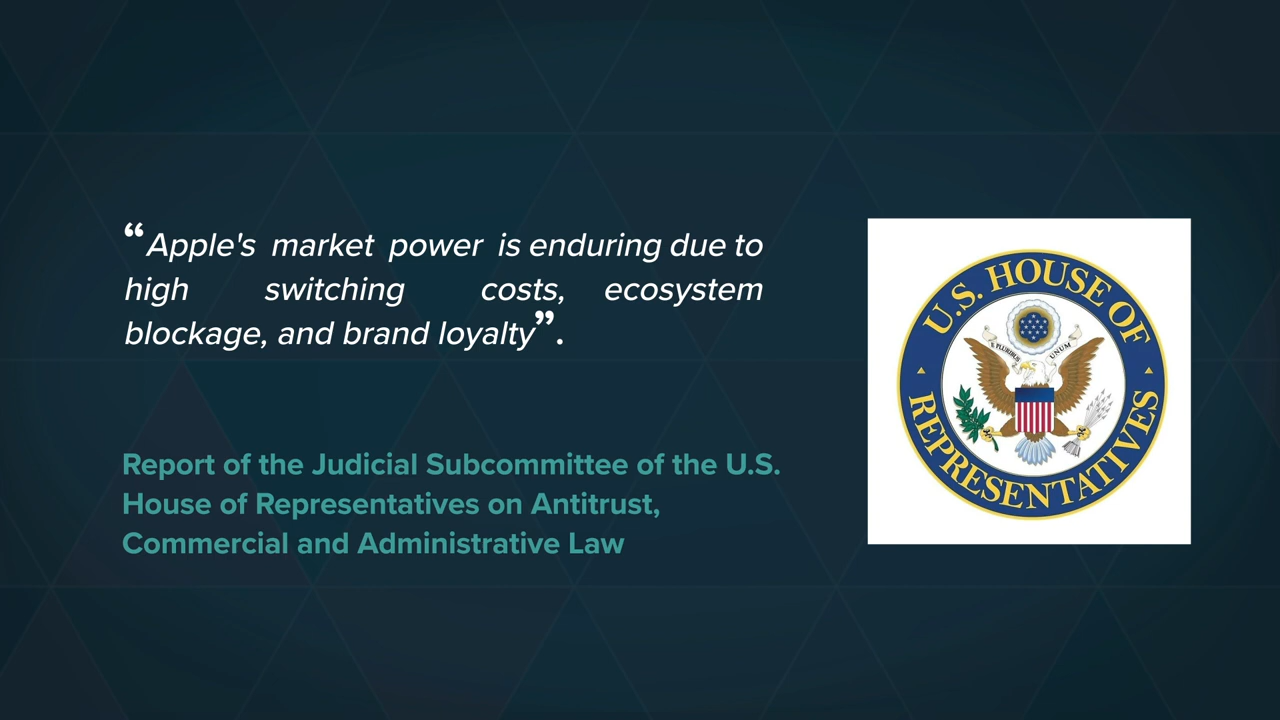 “Apple's market power is enduring due to
high switching costs, ecosystem
blockage, and brand loyalty”.
Report of the Judicial Subcommittee of the U.S.
House of Representatives on Antitrust,
Commercial and Administrative Law
U.S. HOUSE OF
REPRESENTATIVES
E PLURIBUS UNUM